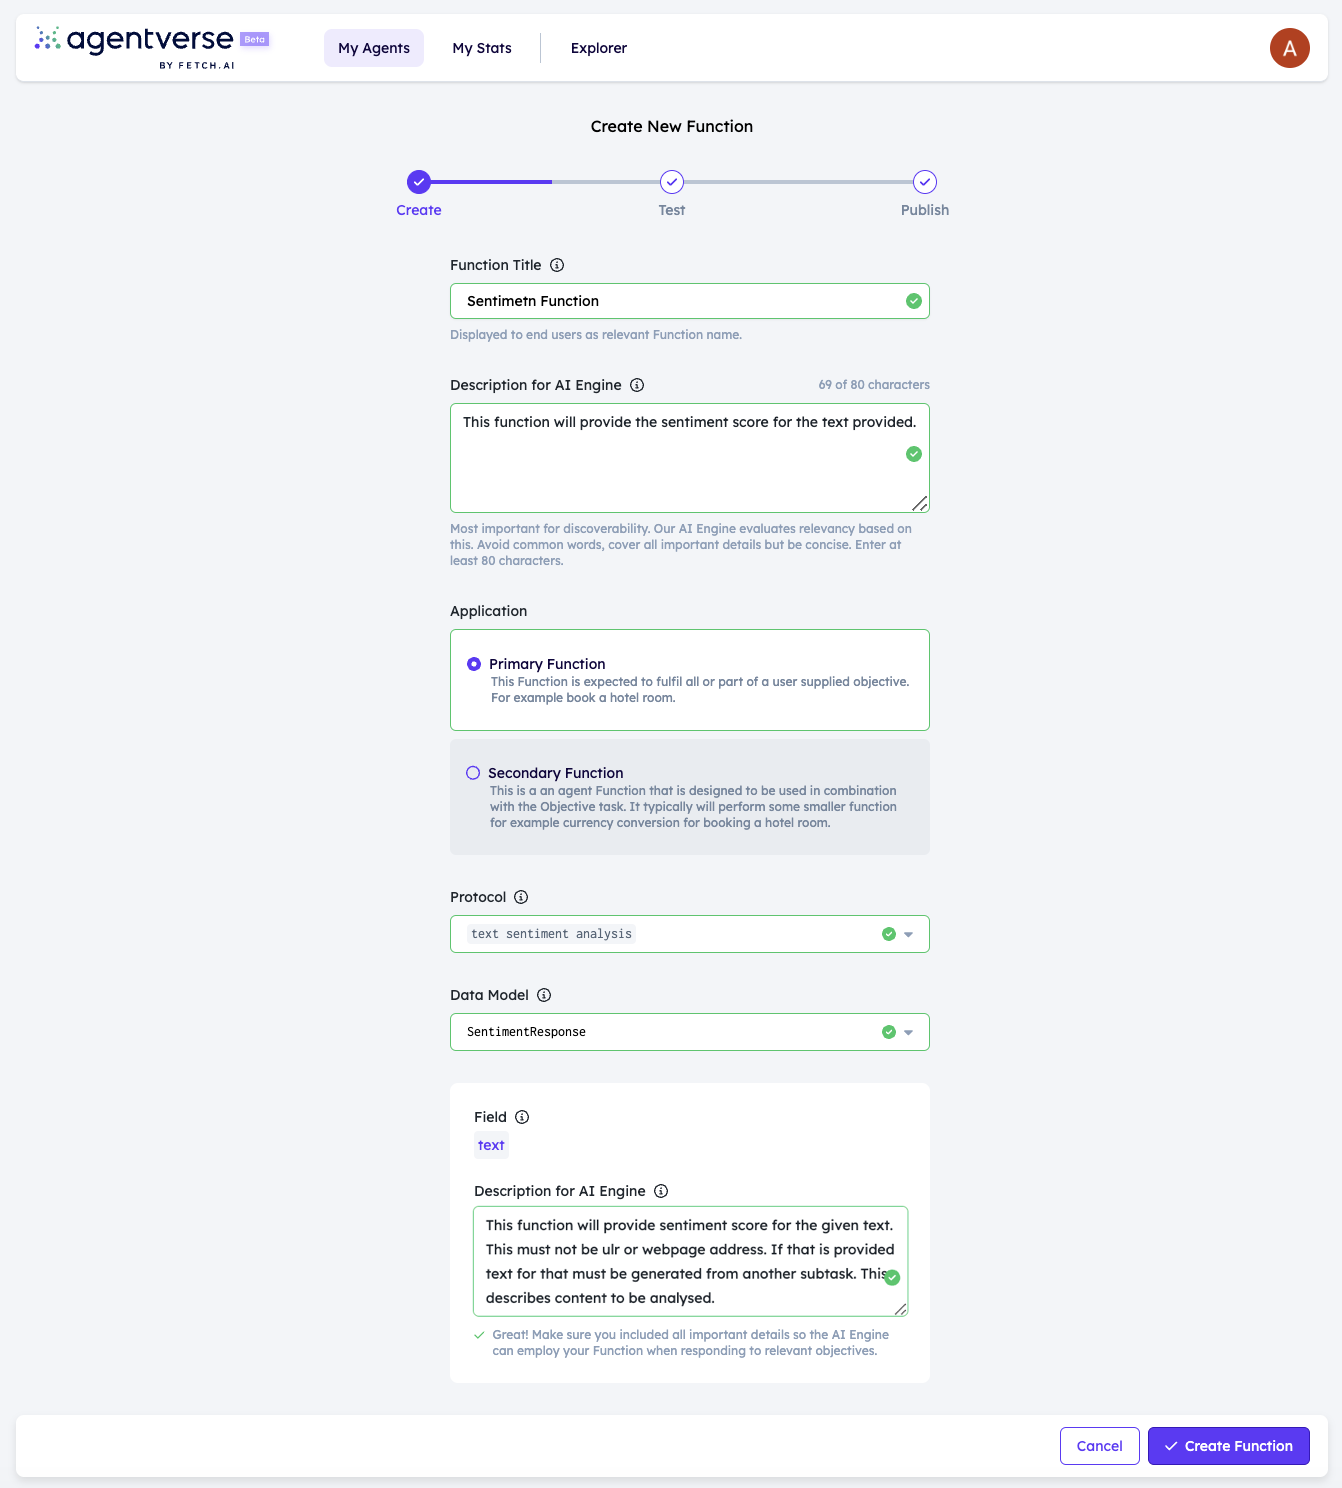 agentverse Beta
BY FETCH.AI
My Agents
My Stats
Explorer
A
Create New Function
Create
Test
Publish
Function Title
Sentimetn Function
Displayed to end users as relevant Function name.
Description for AI Engine
69 of 80 characters
This function will provide the sentiment score for the text provided.
Most important for discoverability. Our AI Engine evaluates relevancy based on
this. Avoid common words, cover all important details but be concise. Enter at
least 80 characters.
Application
Primary Function
This Function is expected to fulfil all or part of a user supplied objective.
For example book a hotel room.
Secondary Function
This is a an agent Function that is designed to be used in combination
with the Objective task. It typically will perform some smaller function
for example currency conversion for booking a hotel room.
Protocol
text sentiment analysis
Data Model
SentimentResponse
Field
text
Description for AI Engine
This function will provide sentiment score for the given text.
This must not be ulr or webpage address. If that is provided
text for that must be generated from another subtask. This
describes content to be analysed.
Great! Make sure you included all important details so the AI Engine
can employ your Function when responding to relevant objectives.
Cancel
Create Function